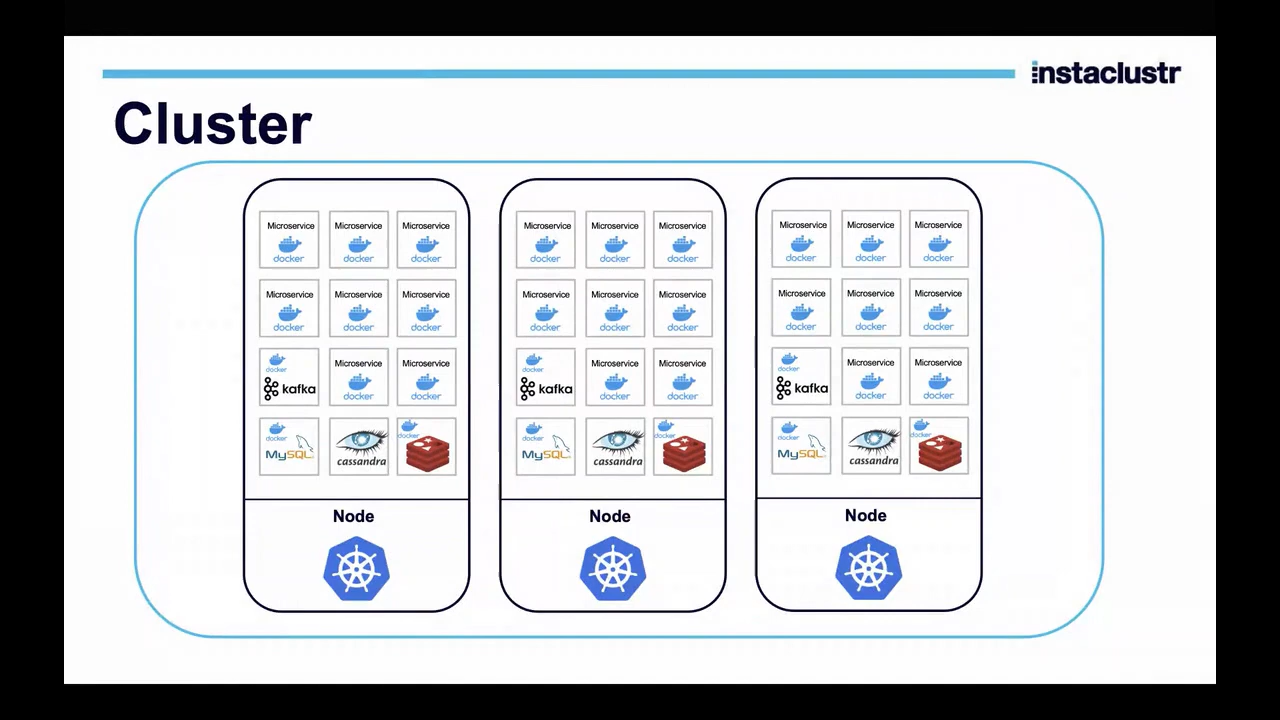 instaclustr
Cluster
Microservice Microservice Microservice
docker docker docker
Microservice Microservice Microservice
docker docker docker
docker Microservice Microservice
kafka docker docker
docker docker
MySQL cassandra
Node
Microservice Microservice Microservice
docker docker docker
Microservice Microservice Microservice
docker docker docker
docker Microservice Microservice
kafka docker docker
docker docker
MySQL cassandra
Node
Microservice Microservice Microservice
docker docker docker
Microservice Microservice Microservice
docker docker docker
docker Microservice Microservice
kafka docker docker
docker docker
MySQL cassandra
Node